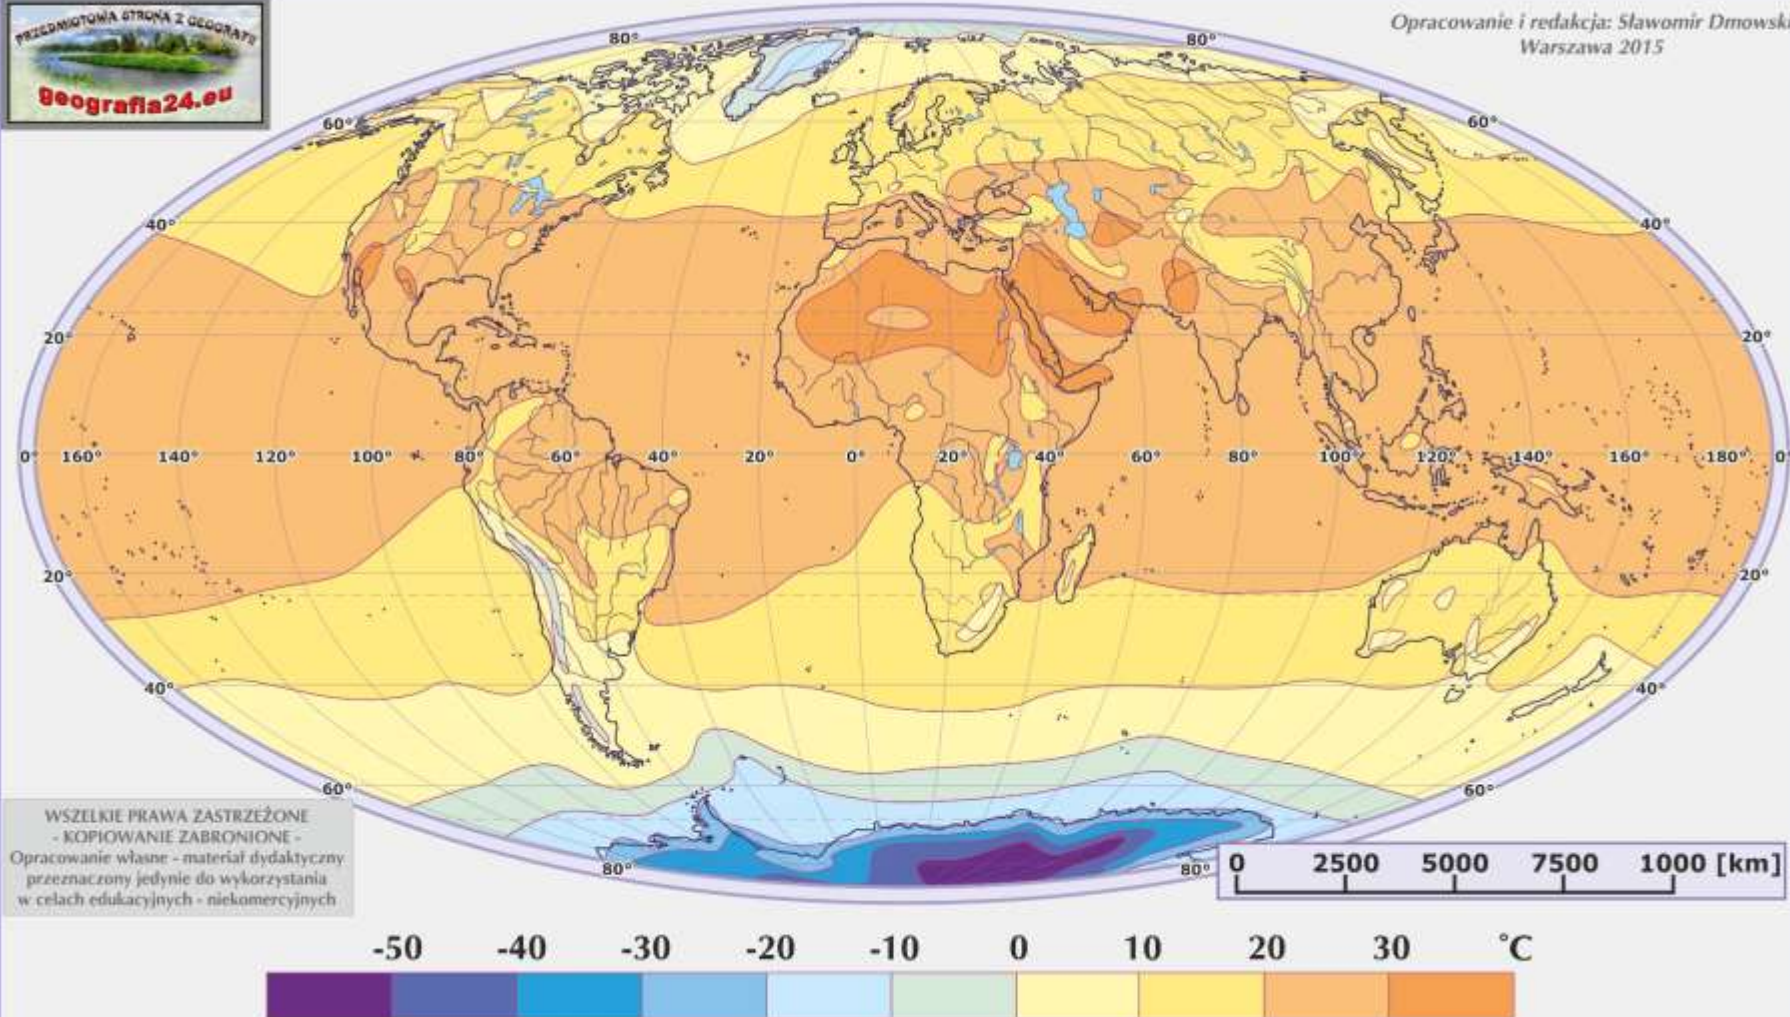 PRZEDMIOTOWA STRONA Z GEOGRAFII
geografia24.eu
Opracowanie i redakcja: Sławomir Dmowski
Warszawa 2015
80° 80°
60° 60°
40° 40°
20° 20°
0° 160° 140° 120° 100° 80° 60° 40° 20° 0° 20° 40° 60° 80° 100° 120° 140° 160° 180° 0°
20° 20°
40° 40°
60° 60°
80° 80°
WSZELKIE PRAWA ZASTRZEŻONE
- KOPIOWANIE ZABRONIONE -
Opracowanie własne - materiał dydaktyczny
przeznaczony jedynie do wykorzystania
w celach edukacyjnych - niekomercyjnych
0 2500 5000 7500 1000 [km]
-50 -40 -30 -20 -10 0 10 20 30 °C